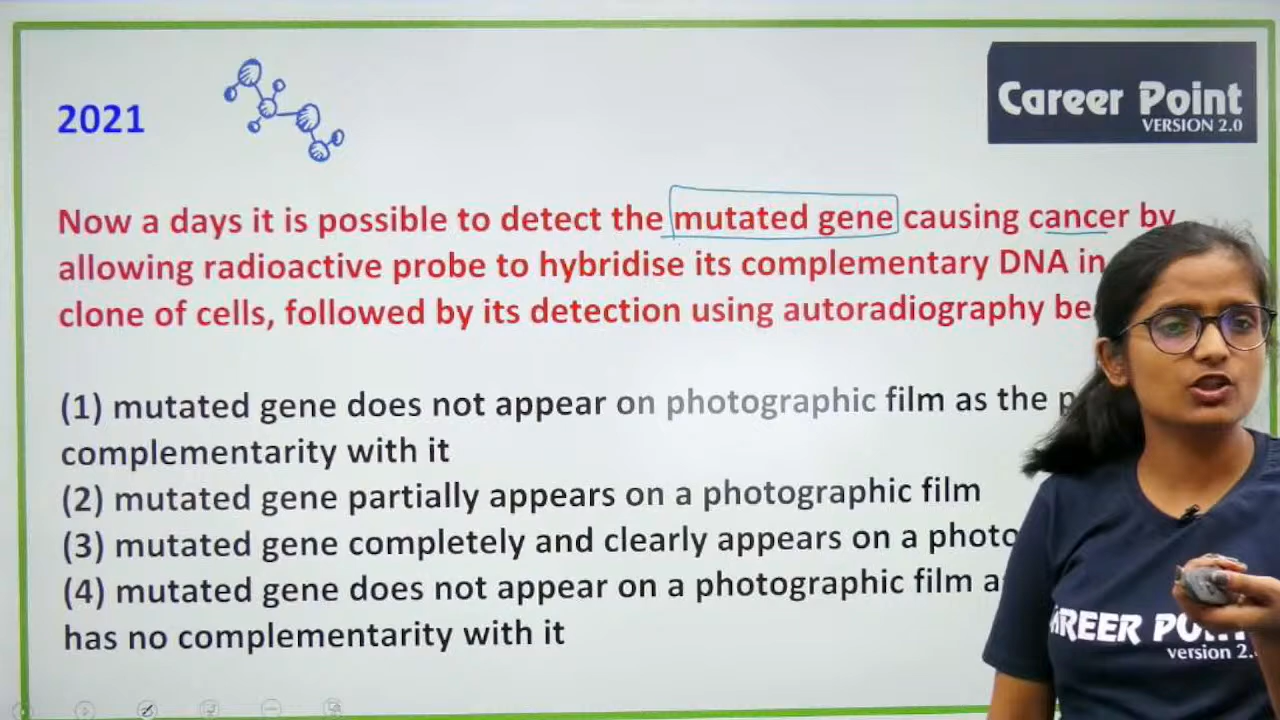 2021
Career Point
VERSION 2.0
Now a days it is possible to detect the mutated gene causing cancer by
allowing radioactive probe to hybridise its complementary DNA in
clone of cells, followed by its detection using autoradiography
(1) mutated gene does not appear on photographic film as the
complementarity with it
(2) mutated gene partially appears on a photographic film
(3) mutated gene completely and clearly appears on a
(4) mutated gene does not appear on a photographic film
has no complementarity with it
version 2.